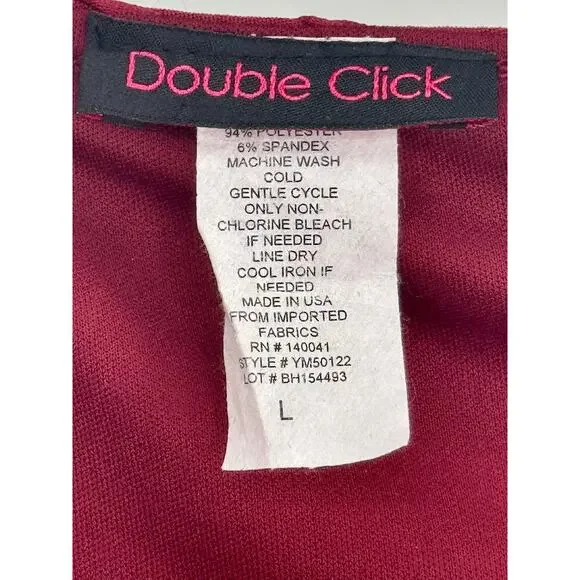 Double Click
94% POLYESTER
6% SPANDEX
MACHINE WASH
COLD
GENTLE CYCLE
ONLY NON-
CHLORINE BLEACH
IF NEEDED
LINE DRY
COOL IRON IF
NEEDED
MADE IN USA
FROM IMPORTED
FABRICS
RN # 140041
STYLE # YM50122
LOT # BH154493
L